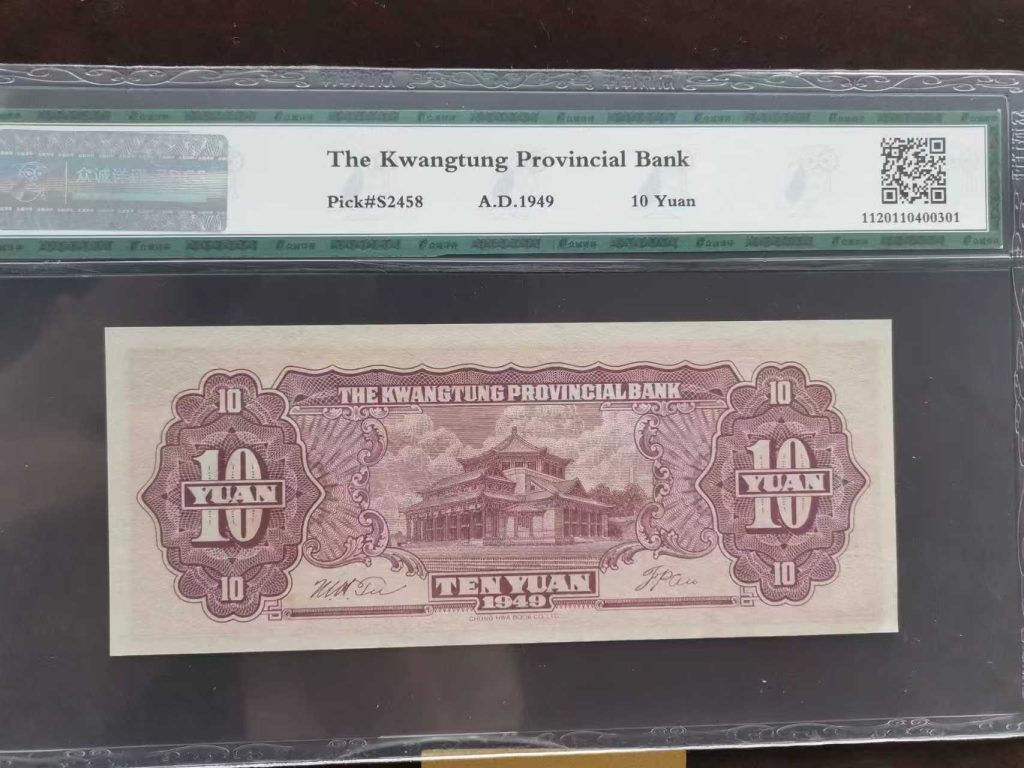 The Kwangtung Provincial Bank
Pick#S2458 A.D.1949 10 Yuan
1120110400301
THE KWANGTUNG PROVINCIAL BANK
10 10
10 YUAN 10 YUAN
10 10
TEN YUAN
1949
CHUNG HWA BOOK CO. LTD.